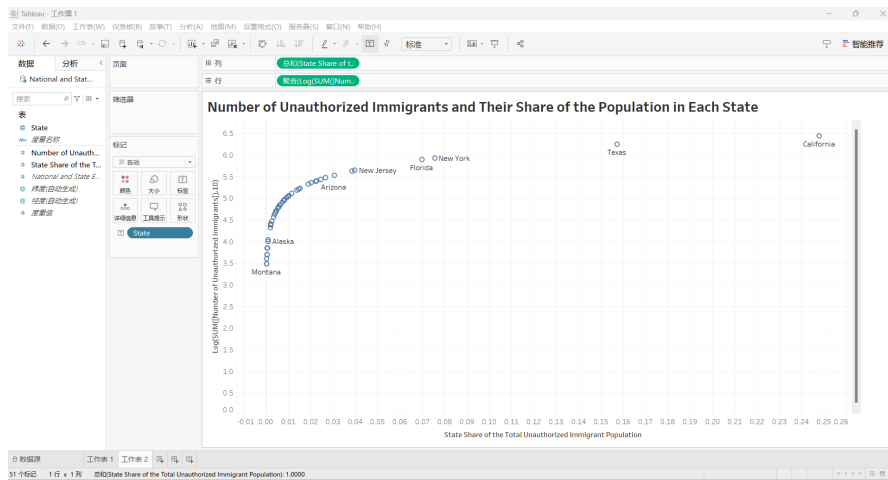 Tableau - 工作簿 1
文件(F) 数据(D) 工作表(W) 仪表板(B) 故事(T) 分析(A) 地图(M) 设置格式(O) 服务器(S) 窗口(N) 帮助(H)
标准
智能推荐
数据 分析
National and Stat...
搜索
表
State
度量名称
Number of Unauth...
State Share of the T...
National and State E...
纬度(自动生成)
经度(自动生成)
度量值
页面
筛选器
标记
自动
颜色 大小 标签
详细信息 工具提示 形状
State
列 总和(State Share of t..
行 聚合(Log(SUM([Num..
Number of Unauthorized Immigrants and Their Share of the Population in Each State
Log(SUM([Number of Unauthorized Immigrants]),10)
6.5
6.0
5.5
5.0
4.5
4.0
3.5
3.0
2.5
2.0
1.5
1.0
0.5
0.0
California
Texas
New York
Florida
New Jersey
Arizona
Alaska
Montana
-0.01 0.00 0.01 0.02 0.03 0.04 0.05 0.06 0.07 0.08 0.09 0.10 0.11 0.12 0.13 0.14 0.15 0.16 0.17 0.18 0.19 0.20 0.21 0.22 0.23 0.24 0.25 0.26
State Share of the Total Unauthorized Immigrant Population
数据源 工作表 1 工作表 2
51 个标记 1 行 x 1 列 总和(State Share of the Total Unauthorized Immigrant Population): 1.0000